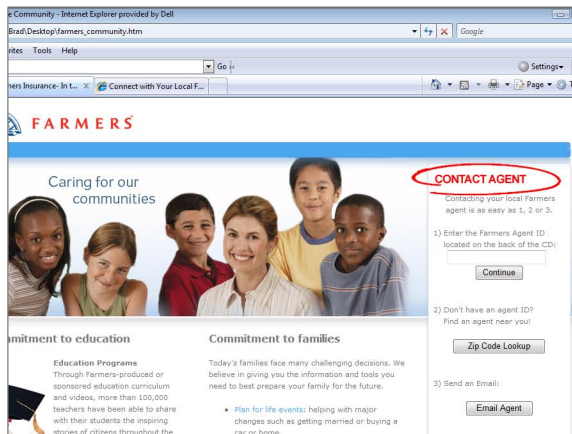 e Community - Internet Explorer provided by Dell
Brad\Desktop\farmers_community.htm
Google
rites Tools Help
Go
Settings
mers Insurance- In t...
Connect with Your Local F...
Page
FARMERS
Caring for our
communities
CONTACT AGENT
Contacting your local Farmers
agent is as easy as 1, 2 or 3.
1) Enter the Farmers Agent ID
located on the back of the CD:
Continue
2) Don't have an agent ID?
Find an agent near you!
Zip Code Lookup
3) Send an Email:
Email Agent
mitment to education
Education Programs
Through Farmers-produced or
sponsored education curriculum
and videos, more than 100,000
teachers have been able to share
with their students the inspiring
stories of citizens throughout the
Commitment to families
Today's families face many challenging decisions. We
believe in giving you the information and tools you
need to best prepare your family for the future.
• Plan for life events: helping with major
changes such as getting married or buying a
car or home